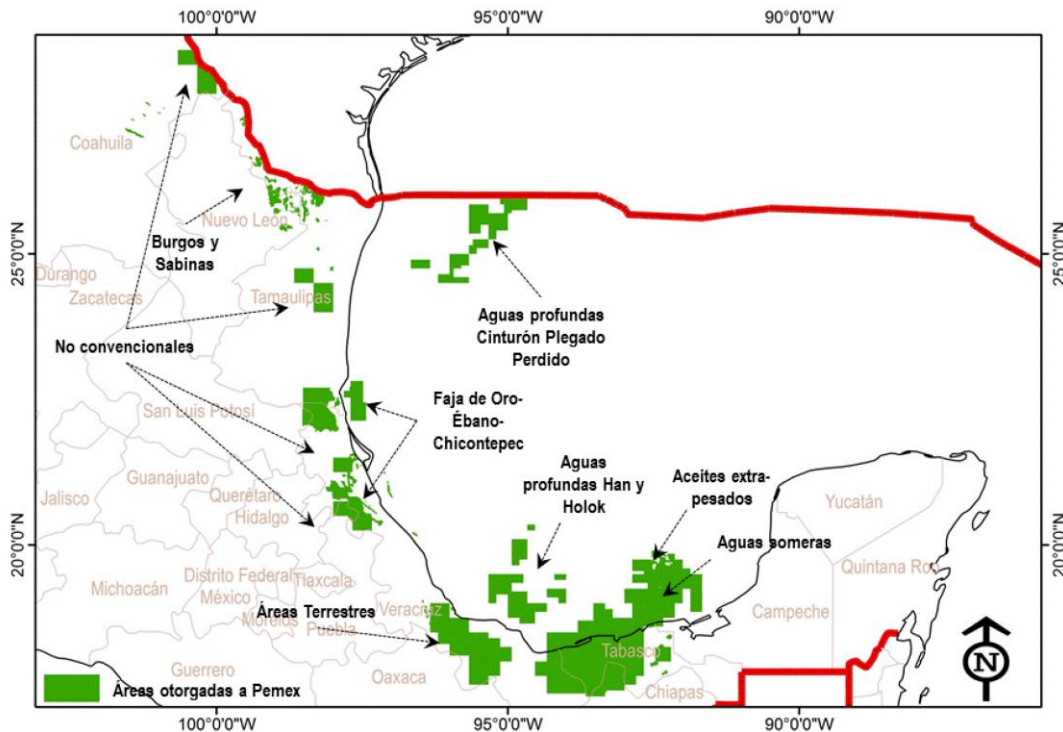 100°0'0"W
95°0'0"W
90°0'0"W
Coahuila
Nuevo León
Burgos y
Sabinas
25°0'0"N
25°0'0"N
Durango
Zacatecas
Tamaulipas
Aguas profundas
Cinturón Plegado
Perdido
No convencionales
San Luis Potosí
Faja de Oro-
Ébano-
Chicontepec
Guanajuato
Jalisco
Querétaro
Hidalgo
Aguas
profundas Han y
Holok
Aceites extra-
pesados
Yucatán
20°0'0"N
20°0'0"N
Aguas someras
Quintana Roo
Michoacán
Distrito Federal
México
Tlaxcala
Morelos
Puebla
Áreas Terrestres
Veracruz
Campeche
Guerrero
Oaxaca
Tabasco
Chiapas
Áreas otorgadas a Pemex
N
100°0'0"W
95°0'0"W
90°0'0"W